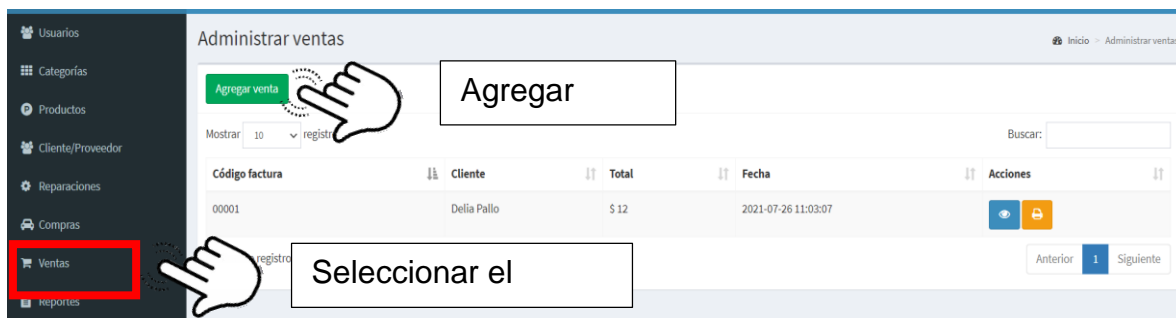 Usuarios
Categorías
Productos
Cliente/Proveedor
Reparaciones
Compras
Ventas
Reportes
Administrar ventas
Inicio > Administrar ventas
Agregar venta
Agregar
Mostrar 10
Buscar:
Código factura Cliente Total Fecha Acciones
00001 Delia Pallo $ 12 2021-07-26 11:03:07
Anterior 1 Siguiente
Seleccionar el